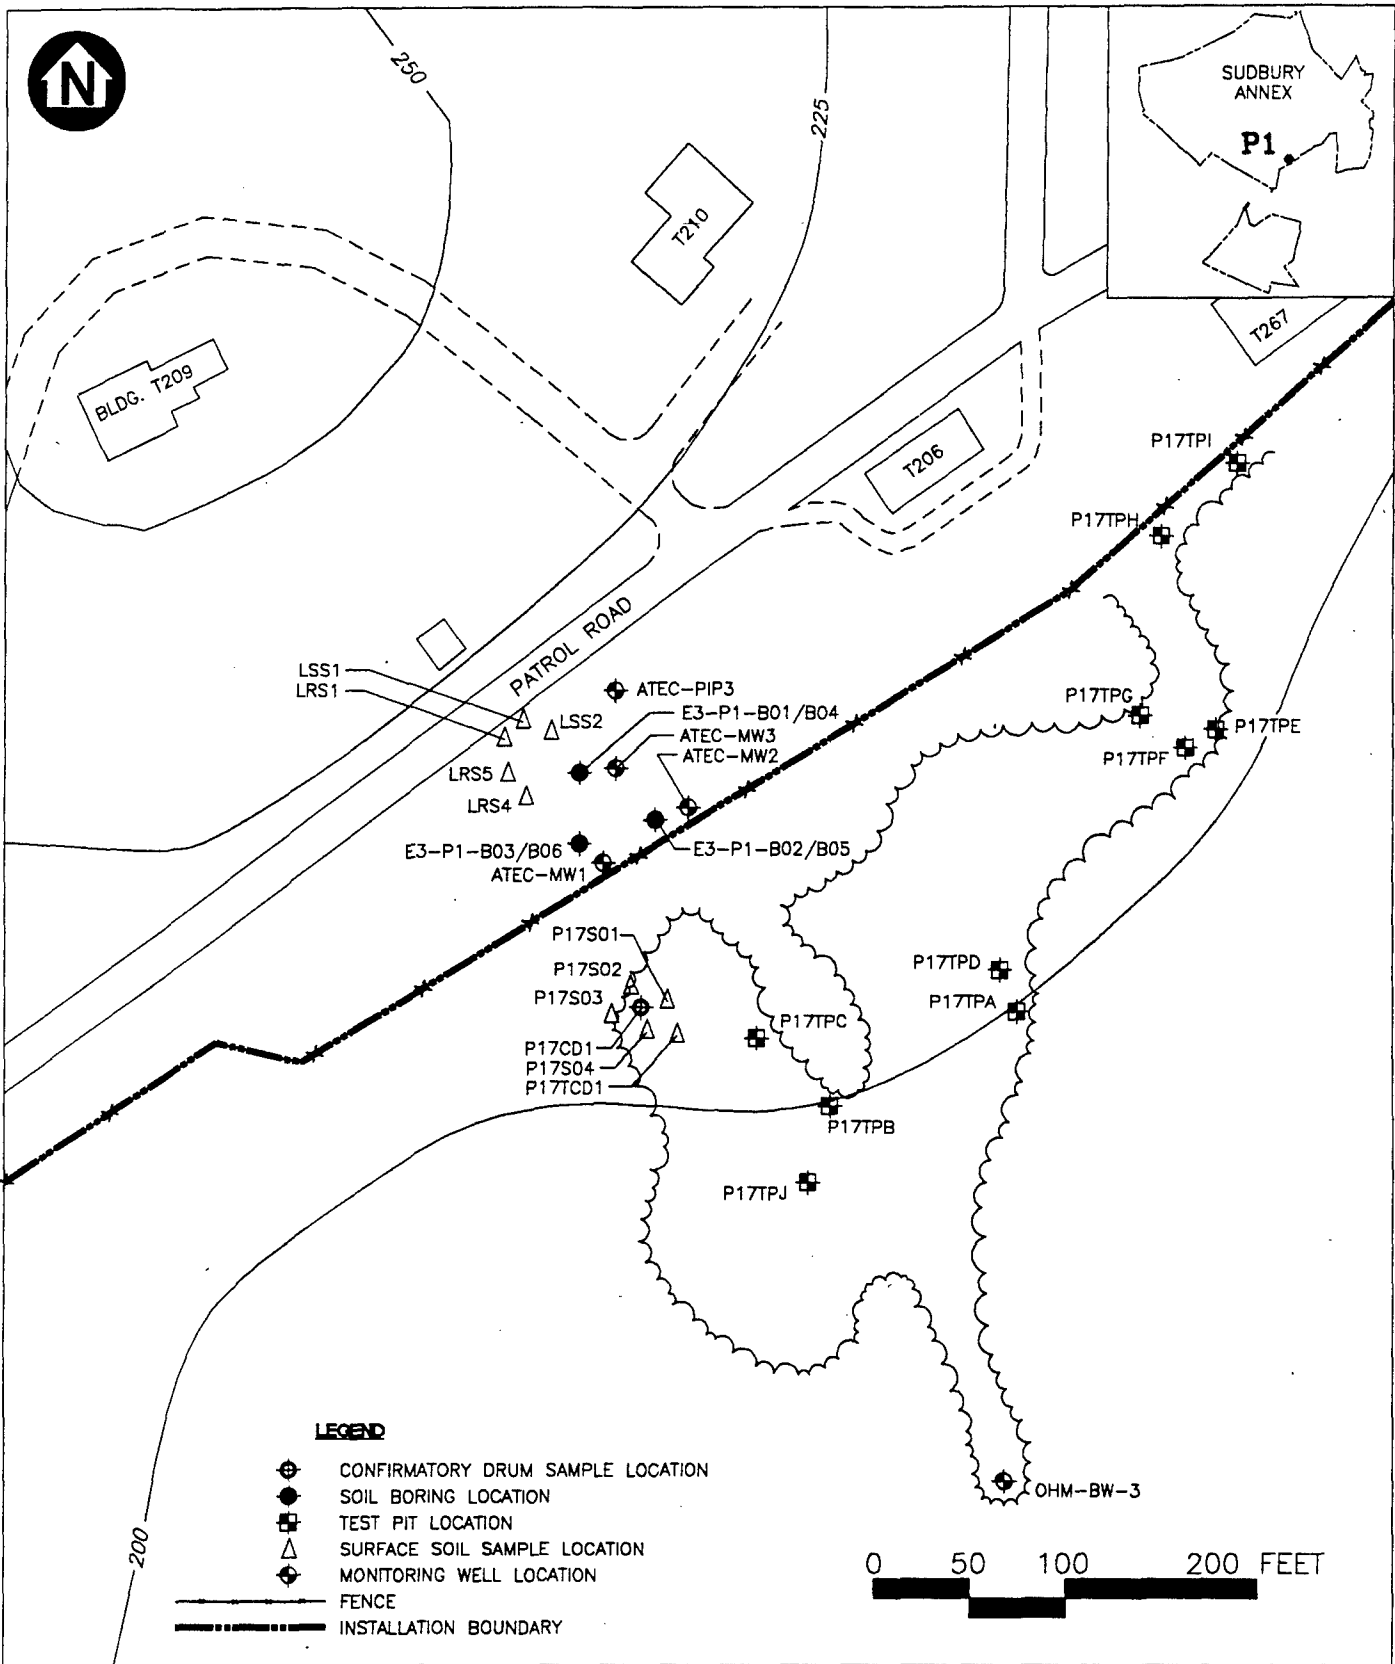 N
250
225
SUDBURY
ANNEX
P1
T210
T267
BLDG. T209
T206
P17TPI
P17TPH
PATROL ROAD
LSS1
LRS1
LSS2
ATEC-PIP3
E3-P1-B01/B04
ATEC-MW3
ATEC-MW2
LRS5
LRS4
P17TPG
P17TPE
P17TPF
E3-P1-B03/B06
E3-P1-B02/B05
ATEC-MW1
P17SO1
P17SO2
P17SO3
P17TPD
P17TPA
P17TPC
P17CD1
P17SO4
P17TCD1
P17TPB
P17TPJ
OHM-BW-3
200
LEGEND
CONFIRMATORY DRUM SAMPLE LOCATION
SOIL BORING LOCATION
TEST PIT LOCATION
SURFACE SOIL SAMPLE LOCATION
MONITORING WELL LOCATION
FENCE
INSTALLATION BOUNDARY
0 50 100 200 FEET